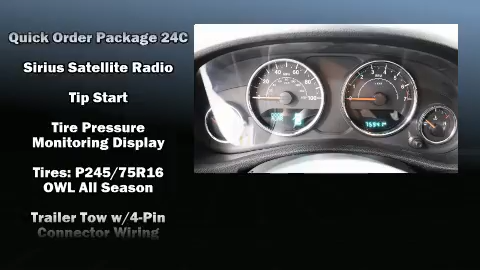 Quick Order Package 24C
Sirius Satellite Radio
Tip Start
Tire Pressure
Monitoring Display
Tires: P245/75R16
OWL All Season
Trailer Tow w/4-Pin
Connector Wiring